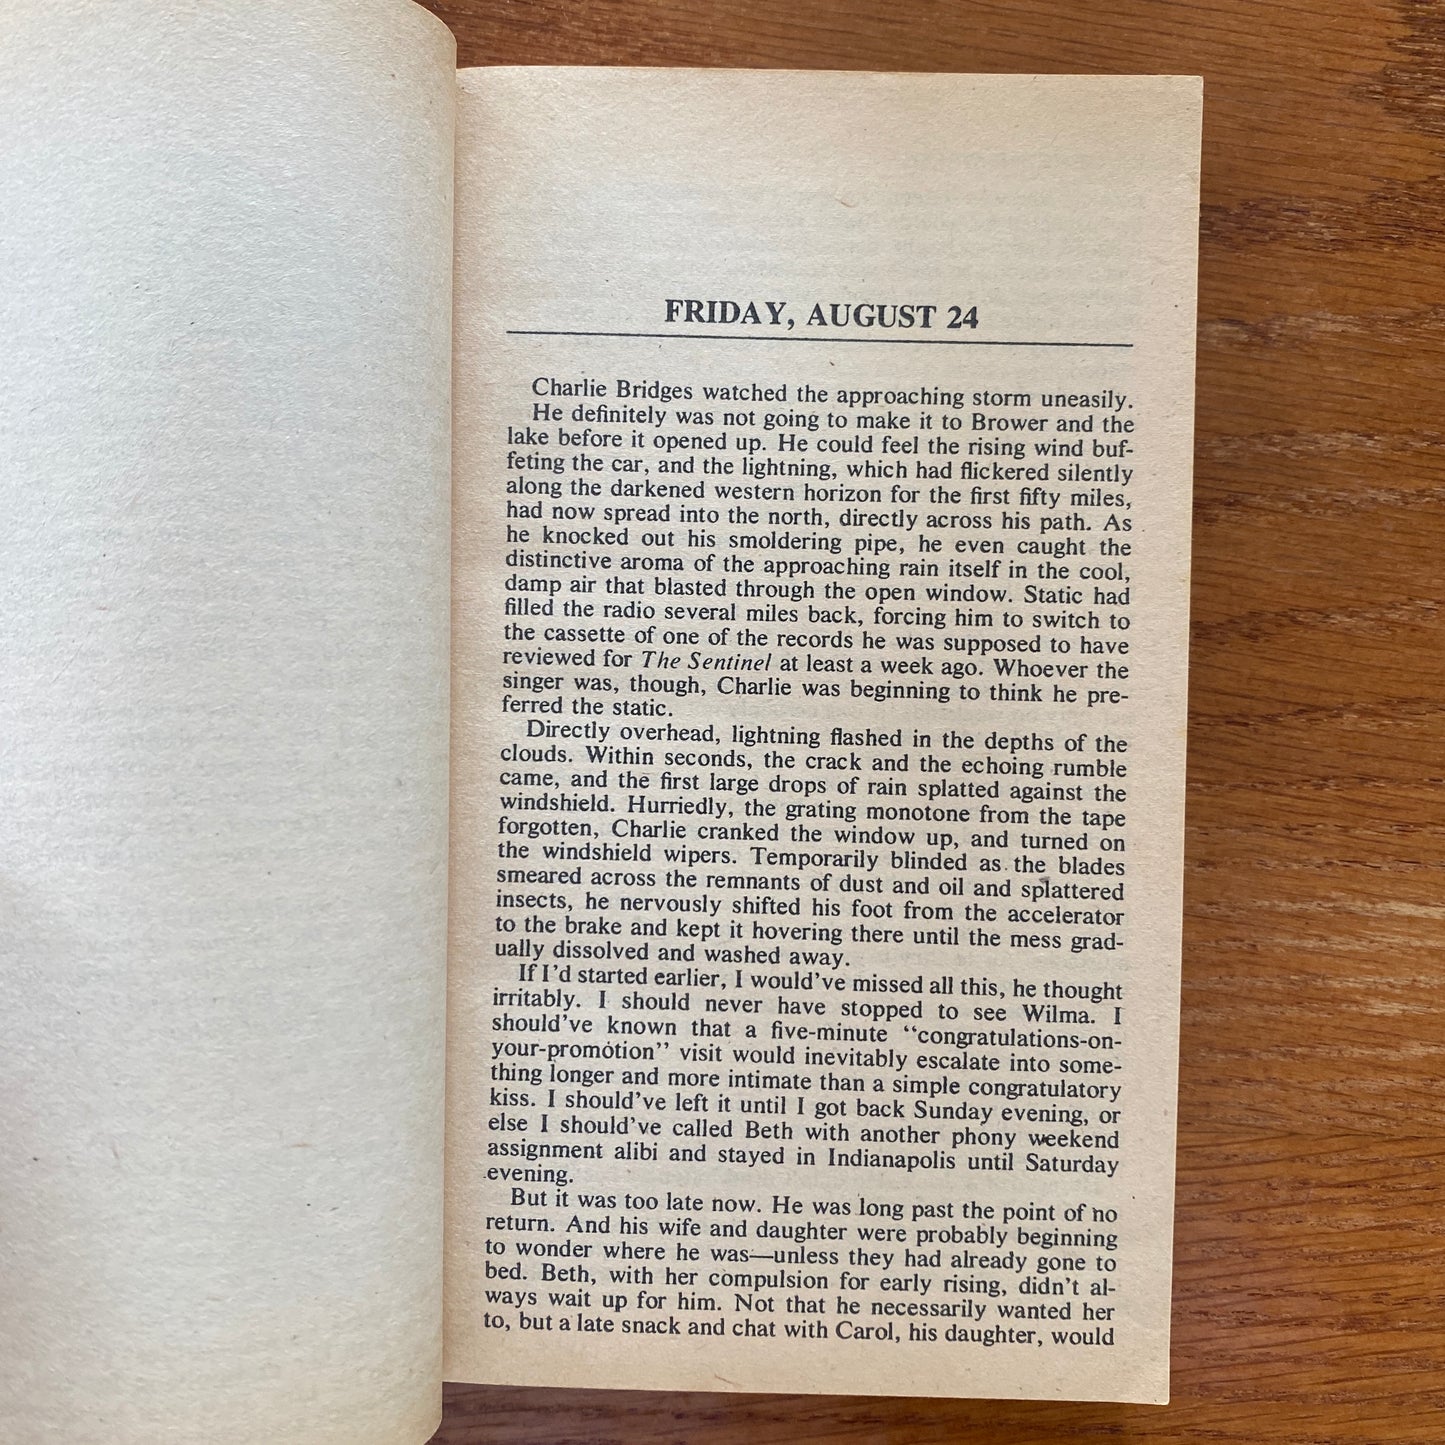 FRIDAY, AUGUST 24
Charlie Bridges watched the approaching storm uneasily.
He definitely was not going to make it to Brower and the
lake before it opened up. He could feel the rising wind buf-
feting the car, and the lightning, which had flickered silently
along the darkened western horizon for the first fifty miles,
had now spread into the north, directly across his path. As
he knocked out his smoldering pipe, he even caught the
distinctive aroma of the approaching rain itself in the cool,
damp air that blasted through the open window. Static had
filled the radio several miles back, forcing him to switch to
the cassette of one of the records he was supposed to have
reviewed for The Sentinel at least a week ago. Whoever the
singer was, though, Charlie was beginning to think he pre-
ferred the static.
Directly overhead, lightning flashed in the depths of the
clouds. Within seconds, the crack and the echoing rumble
came, and the first large drops of rain splatted against the
windshield. Hurriedly, the grating monotone from the tape
forgotten, Charlie cranked the window up, and turned on
the windshield wipers. Temporarily blinded as the blades
smeared across the remnants of dust and oil and splattered
insects, he nervously shifted his foot from the accelerator
to the brake and kept it hovering there until the mess grad-
ually dissolved and washed away.
If I'd started earlier, I would've missed all this, he thought
irritably. I should never have stopped to see Wilma. I
should've known that a five-minute “congratulations-on-
your-promotion” visit would inevitably escalate into some-
thing longer and more intimate than a simple congratulatory
kiss. I should've left it until I got back Sunday evening, or
else I should've called Beth with another phony weekend
assignment alibi and stayed in Indianapolis until Saturday
evening.
But it was too late now. He was long past the point of no
return. And his wife and daughter were probably beginning
to wonder where he was—unless they had already gone to
bed. Beth, with her compulsion for early rising, didn't al-
ways wait up for him. Not that he necessarily wanted her
to, but a late snack and chat with Carol, his daughter, would